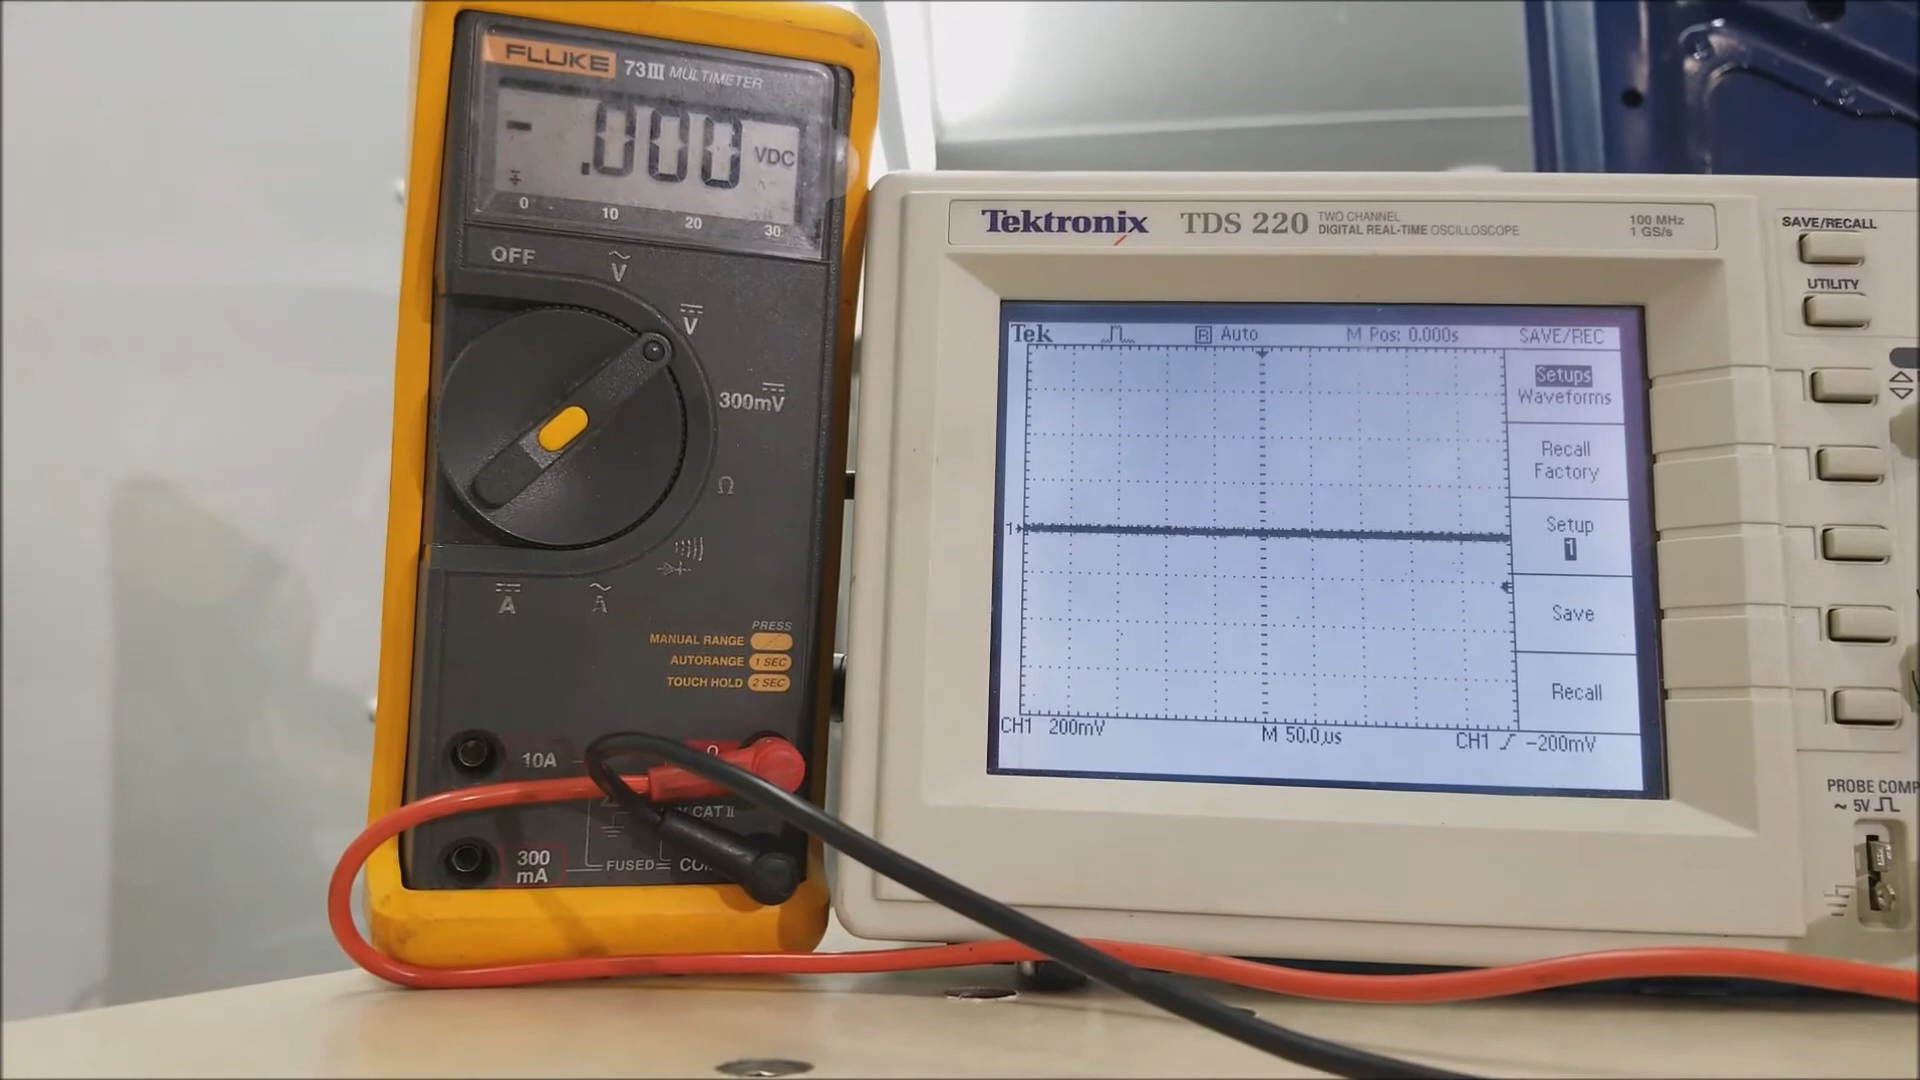 FLUKE 73III MULTIMETER
- .000 VDC
0 10 20 30
OFF
V
V
300mV
Ω
A
A
PRESS
MANUAL RANGE
AUTORANGE 1 SEC
TOUCH HOLD 2 SEC
10A
CAT II
300
mA
FUSED
Tektronix TDS 220 TWO CHANNEL
DIGITAL REAL-TIME OSCILLOSCOPE
100 MHz
1 GS/s
Tek R Auto M Pos: 0.000s SAVE/REC
Setups
Waveforms
Recall
Factory
Setup
1
Save
Recall
1
CH1 200mV M 50.0µs CH1 -200mV
SAVE/RECALL
UTILITY
PROBE COMP
~ 5V